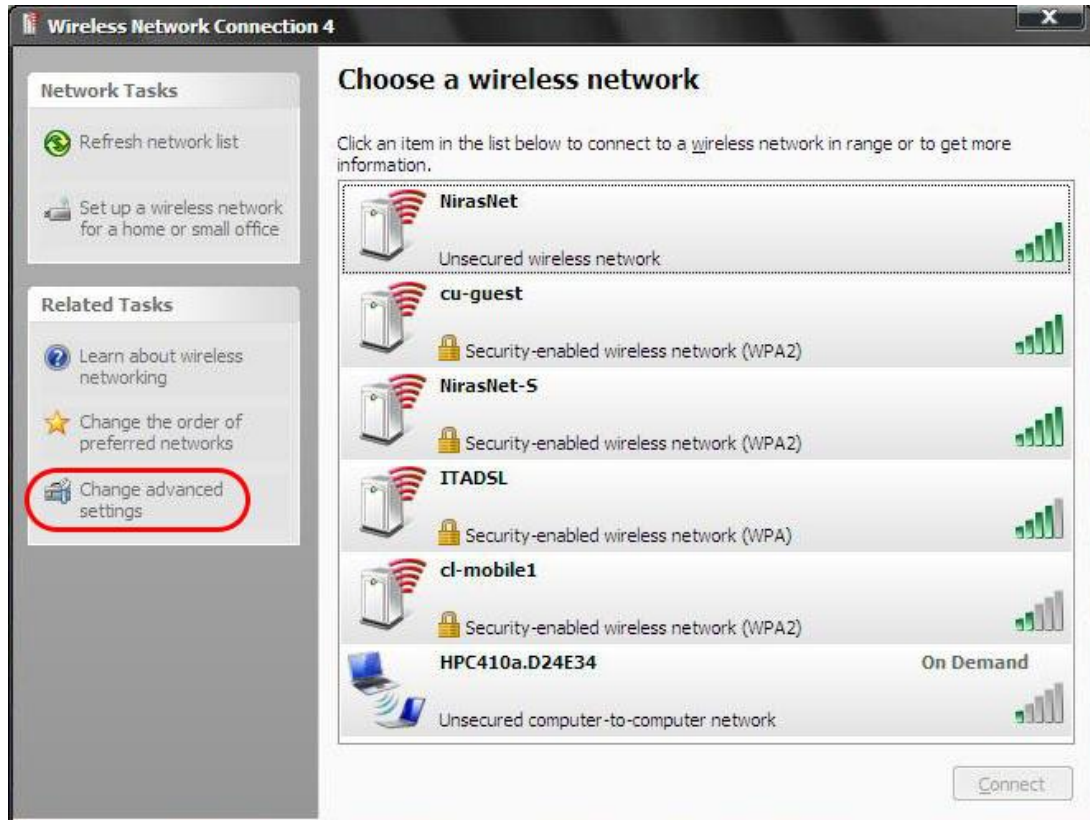 Wireless Network Connection 4
X
Network Tasks
Refresh network list
Set up a wireless network
for a home or small office
Related Tasks
Learn about wireless
networking
Change the order of
preferred networks
Change advanced
settings
Choose a wireless network
Click an item in the list below to connect to a wireless network in range or to get more
information.
NirasNet
Unsecured wireless network
cu-guest
Security-enabled wireless network (WPA2)
NirasNet-S
Security-enabled wireless network (WPA2)
ITADSL
Security-enabled wireless network (WPA)
cl-mobile1
Security-enabled wireless network (WPA2)
HPC410a.D24E34
On Demand
Unsecured computer-to-computer network
Connect